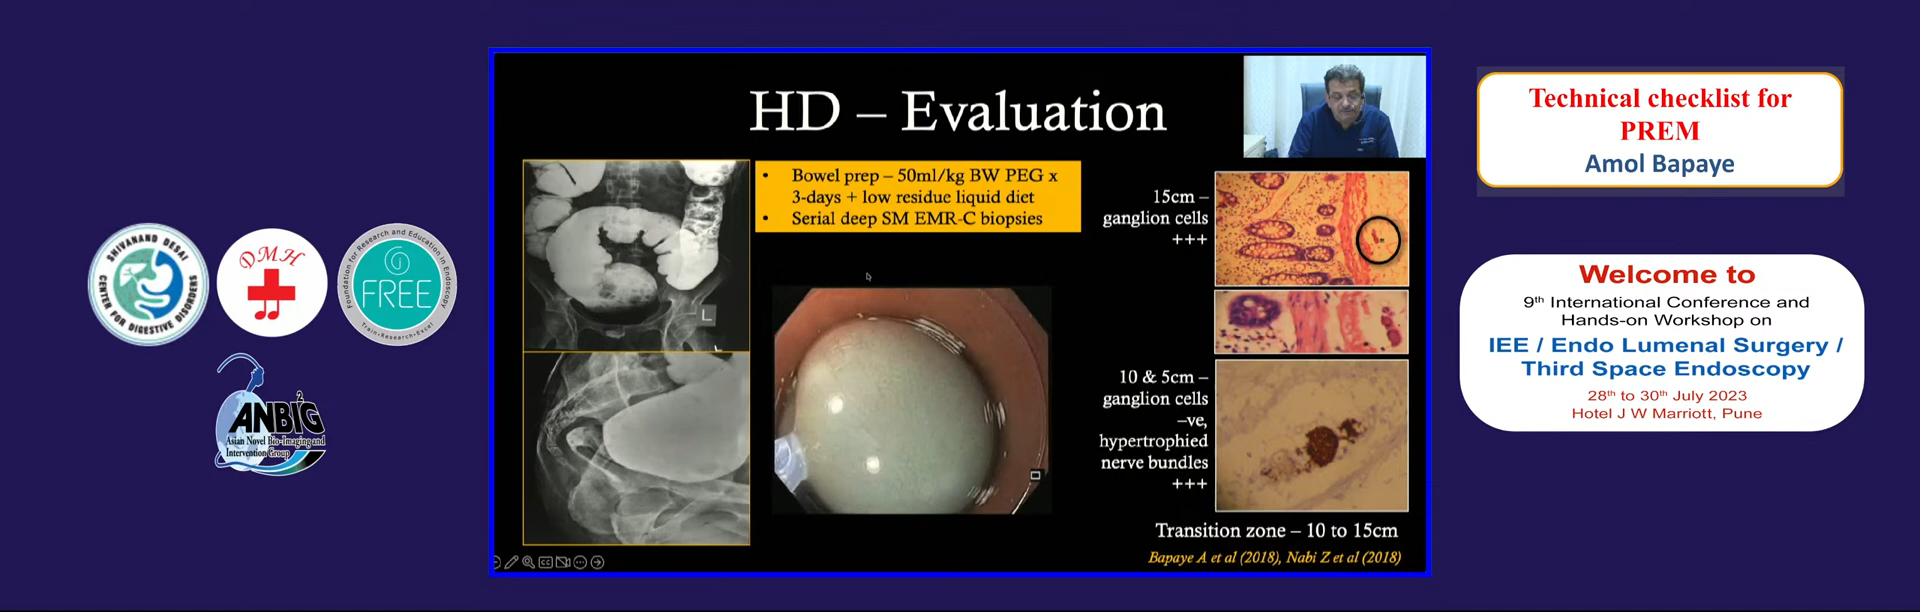 SHIVANAND DESAI
CENTER FOR DIGESTIVE DISORDERS
DMH
Foundation for Research and Education in Endoscopy
FREE
Train•Research•Excel
ANBI2G
Asian Novel Bio-Imaging and
Intervention Group
HD – Evaluation
• Bowel prep – 50ml/kg BW PEG x
3-days + low residue liquid diet
• Serial deep SM EMR-C biopsies
L
15cm –
ganglion cells
+++
10 & 5cm –
ganglion cells
–ve,
hypertrophied
nerve bundles
+++
Transition zone – 10 to 15cm
Bapaye A et al (2018), Nabi Z et al (2018)
CC
Technical checklist for
PREM
Amol Bapaye
Welcome to
9th International Conference and
Hands-on Workshop on
IEE / Endo Lumenal Surgery /
Third Space Endoscopy
28th to 30th July 2023
Hotel J W Marriott, Pune